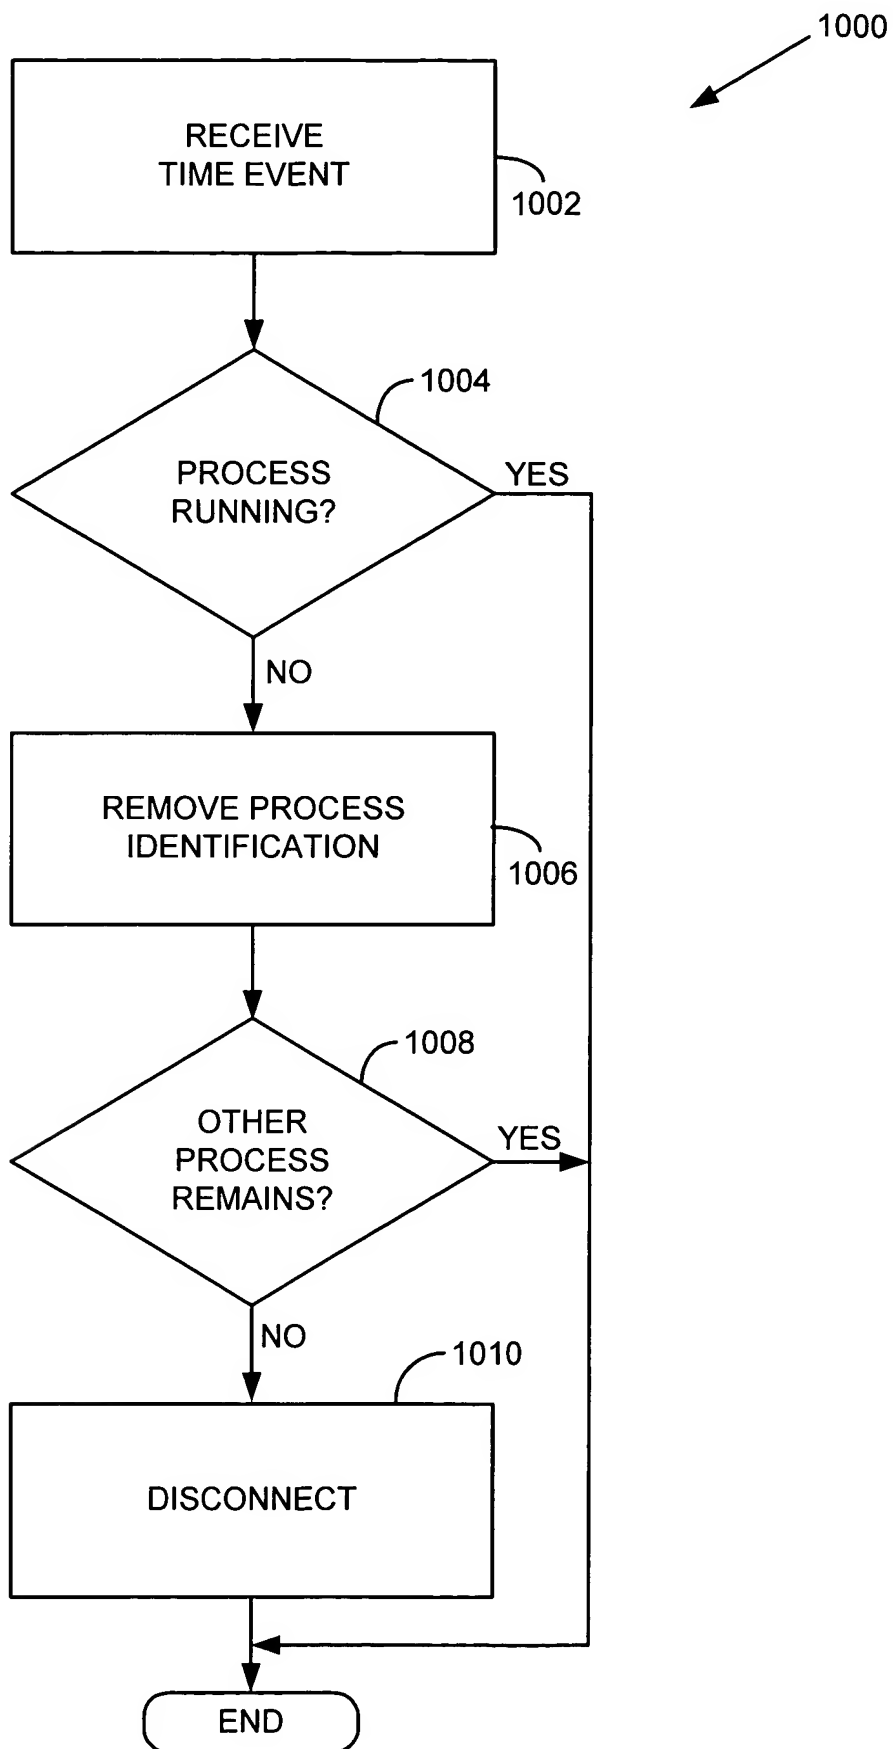 1000
RECEIVE
TIME EVENT
1002
1004
PROCESS
RUNNING?
YES
NO
REMOVE PROCESS
IDENTIFICATION
1006
1008
OTHER
PROCESS
REMAINS?
YES
NO
1010
DISCONNECT
END